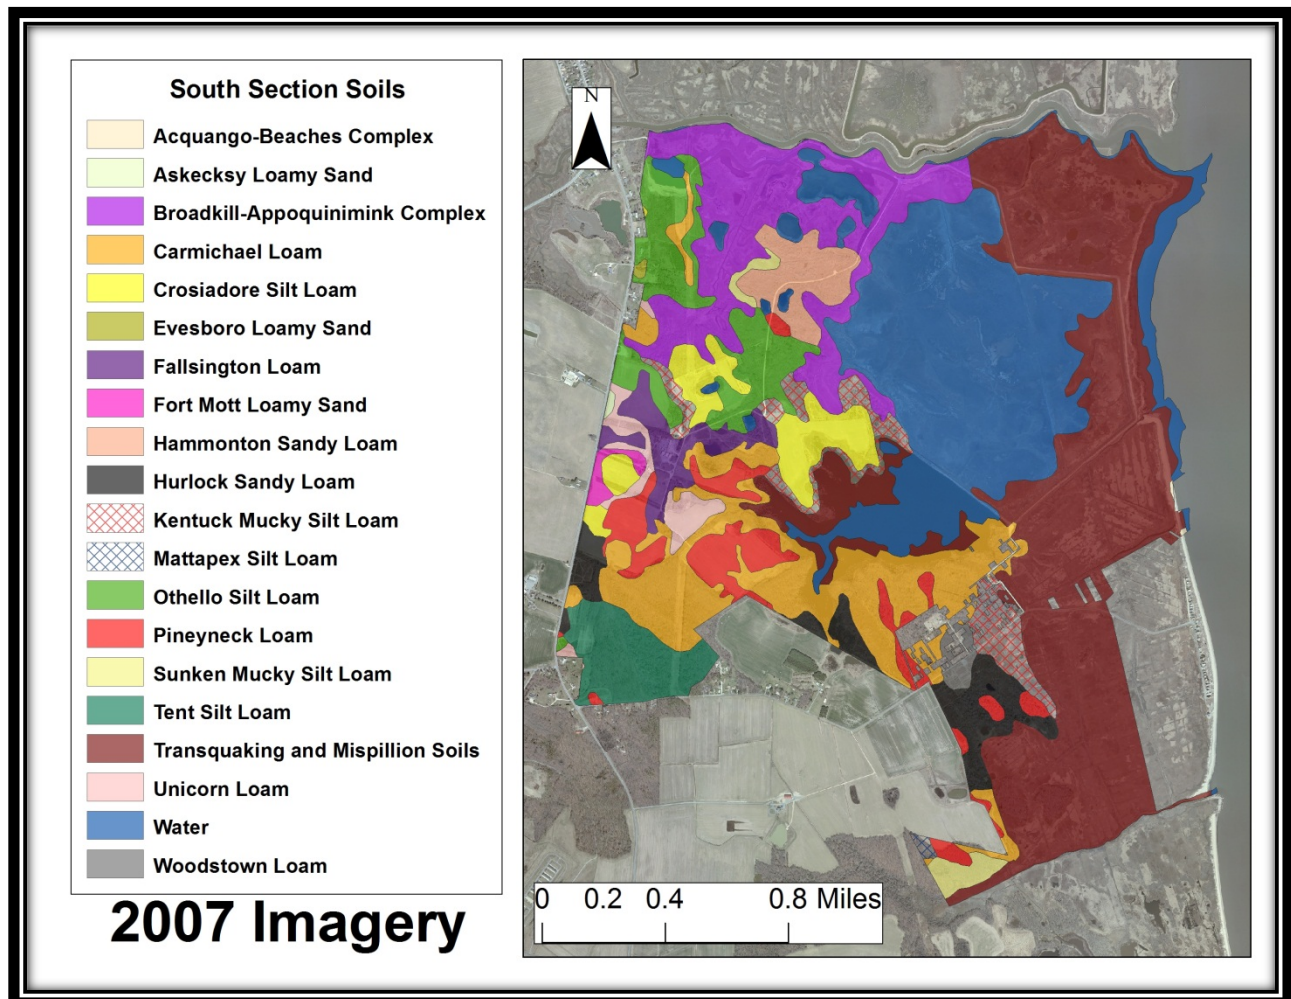 South Section Soils
Acquango-Beaches Complex
Askecksy Loamy Sand
Broadkill-Appoquinimink Complex
Carmichael Loam
Crosiadore Silt Loam
Evesboro Loamy Sand
Fallsington Loam
Fort Mott Loamy Sand
Hammonton Sandy Loam
Hurlock Sandy Loam
Kentuck Mucky Silt Loam
Mattapex Silt Loam
Othello Silt Loam
Pineyneck Loam
Sunken Mucky Silt Loam
Tent Silt Loam
Transquaking and Mispillion Soils
Unicorn Loam
Water
Woodstown Loam
2007 Imagery
N
0 0.2 0.4 0.8 Miles